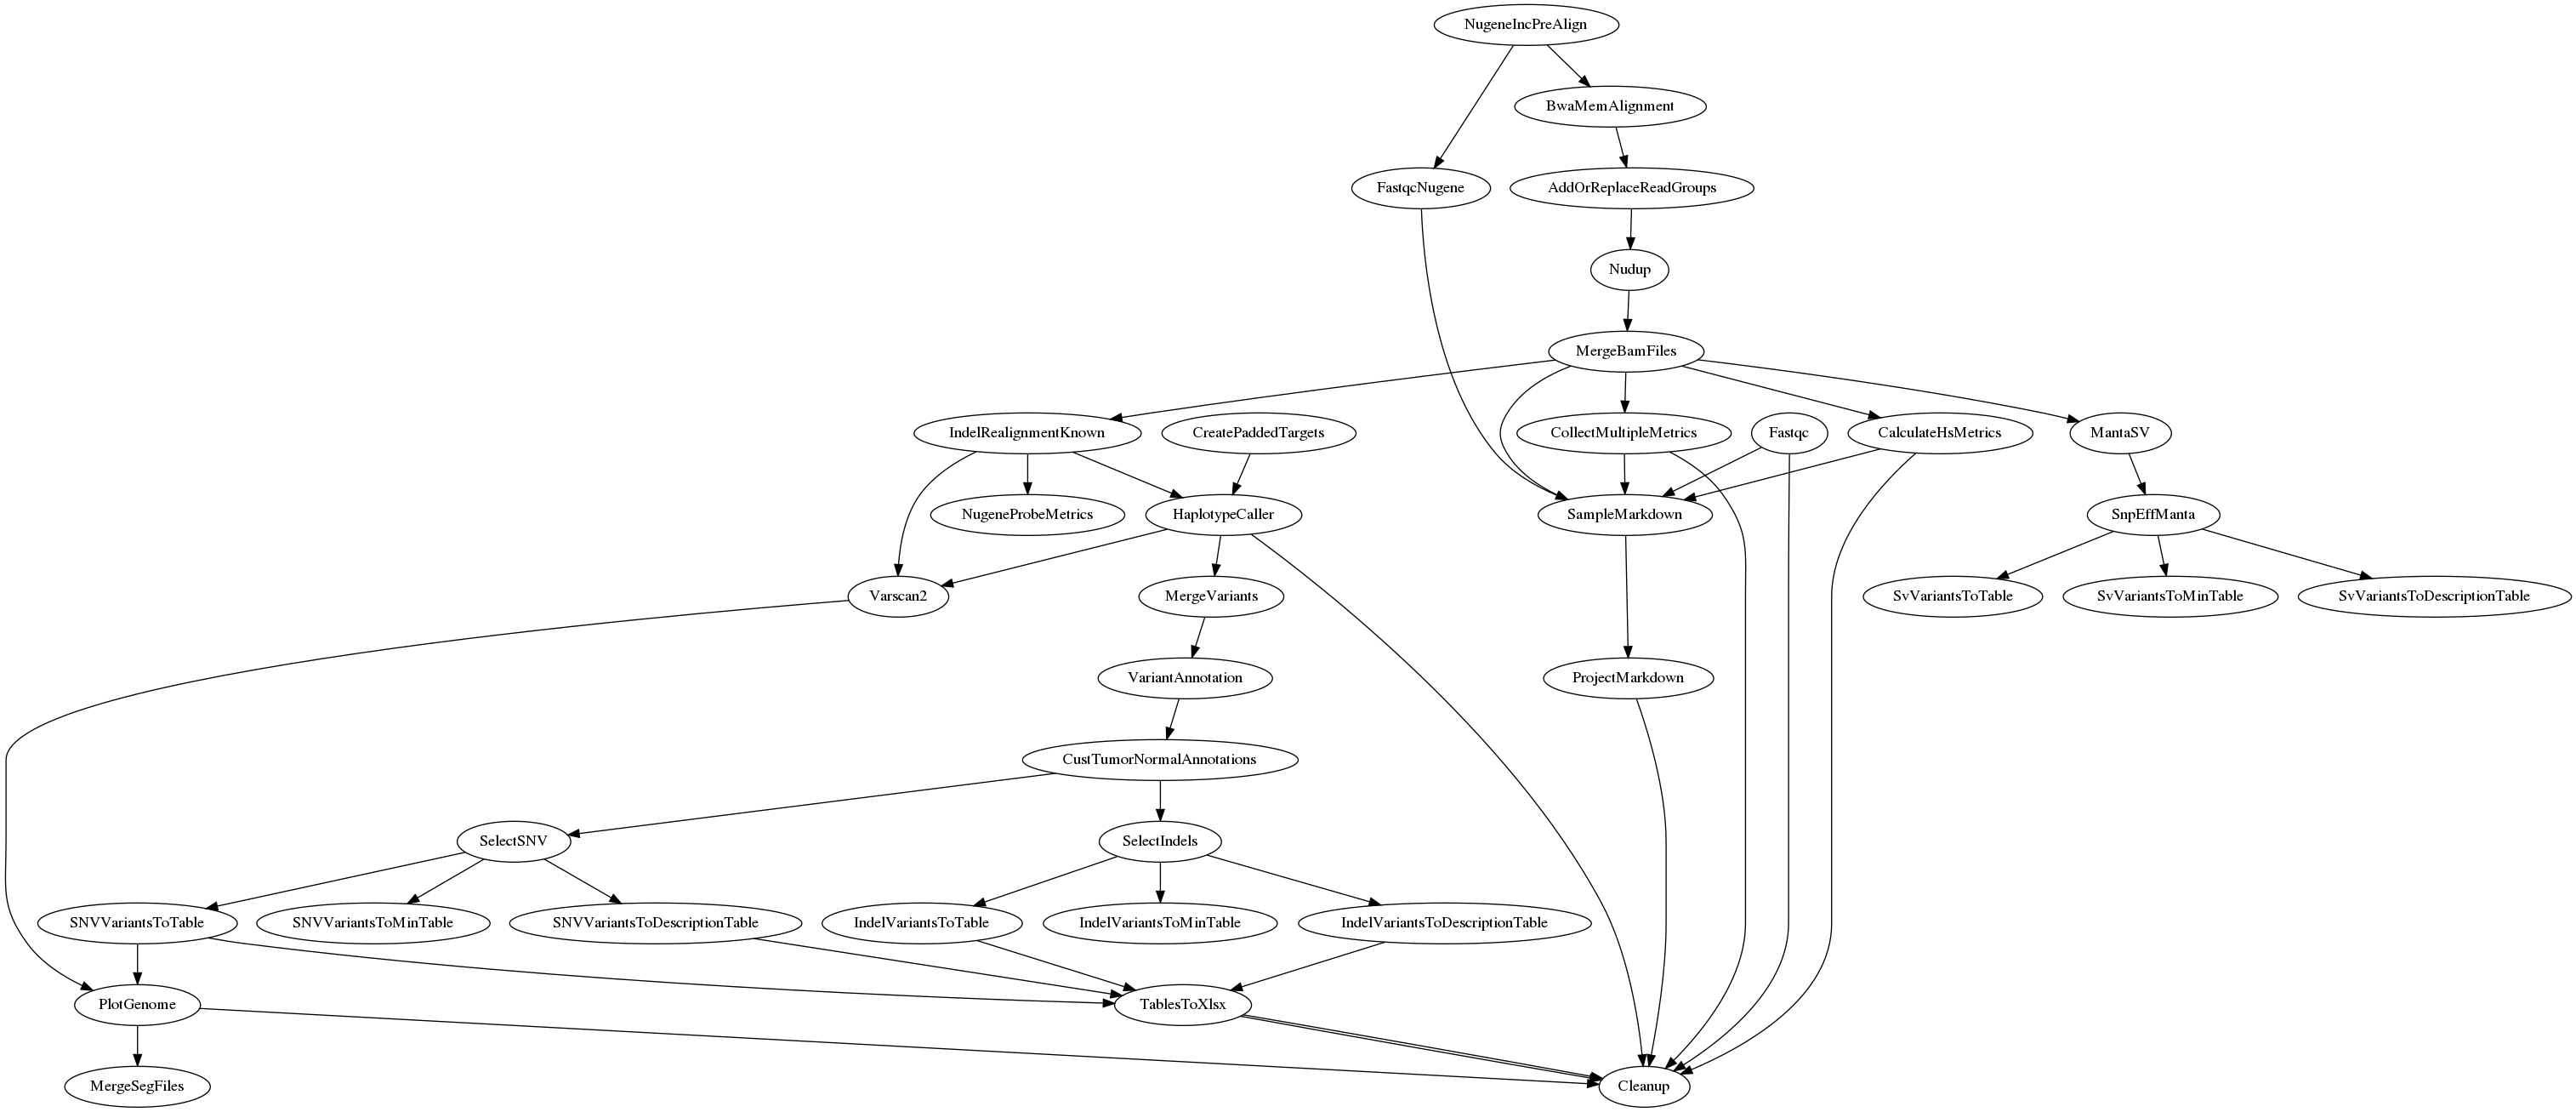 NugeneIncPreAlign
BwaMemAlignment
FastqcNugene
AddOrReplaceReadGroups
Nudup
MergeBamFiles
IndelRealignmentKnown
CreatePaddedTargets
CollectMultipleMetrics
Fastqc
CalculateHsMetrics
MantaSV
NugeneProbeMetrics
HaplotypeCaller
SampleMarkdown
SnpEffManta
Varscan2
MergeVariants
SvVariantsToTable
SvVariantsToMinTable
SvVariantsToDescriptionTable
VariantAnnotation
ProjectMarkdown
CustTumorNormalAnnotations
SelectSNV
SelectIndels
SNVVariantsToTable
SNVVariantsToMinTable
SNVVariantsToDescriptionTable
IndelVariantsToTable
IndelVariantsToMinTable
IndelVariantsToDescriptionTable
PlotGenome
TablesToXlsx
MergeSegFiles
Cleanup